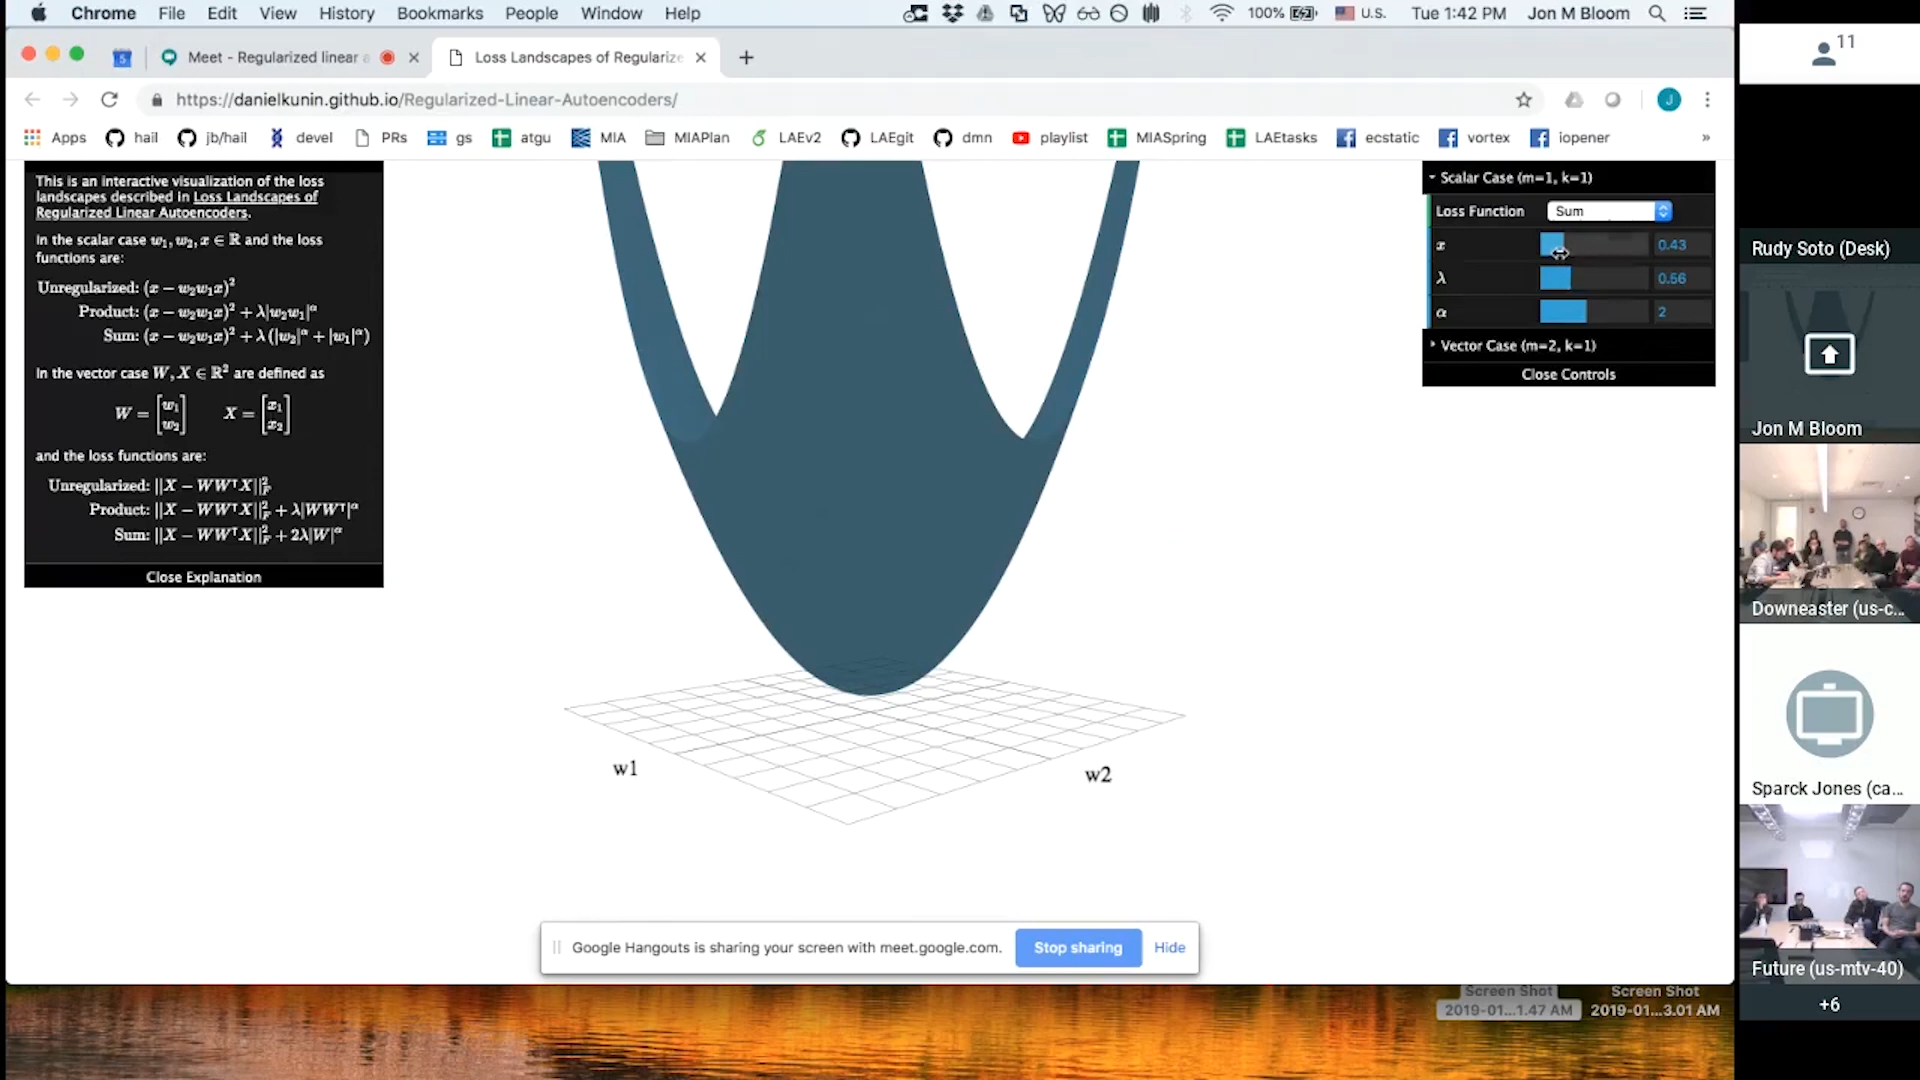 Chrome File Edit View History Bookmarks People Window Help 100% U.S. Tue 1:42 PM Jon M Bloom
Meet - Regularized linear a
Loss Landscapes of Regularize
https://danielkunin.github.io/Regularized-Linear-Autoencoders/
Apps hail jb/hail devel PRs gs atgu MIA MIAPlan LAEv2 LAEgit dmn playlist MIASpring LAEtasks ecstatic vortex iopener »
This is an interactive visualization of the loss
landscapes described in Loss Landscapes of
Regularized Linear Autoencoders.
In the scalar case w₁, w₂, x ∈ ℝ and the loss
functions are:
Unregularized: (x − w₂w₁x)²
Product: (x − w₂w₁x)² + λ|w₂w₁|^α
Sum: (x − w₂w₁x)² + λ(|w₂|^α + |w₁|^α)
In the vector case W, X ∈ ℝ² are defined as
W = [w₁ w₂] X = [x₁ x₂]
and the loss functions are:
Unregularized: ||X − WWᵀX||²_F
Product: ||X − WWᵀX||²_F + λ|WWᵀ|^α
Sum: ||X − WWᵀX||²_F + 2λ|W|^α
Close Explanation
w1
w2
Scalar Case (m=1, k=1)
Loss Function Sum
x 0.43
λ 0.56
α 2
Vector Case (m=2, k=1)
Close Controls
Google Hangouts is sharing your screen with meet.google.com. Stop sharing Hide
Screen Shot
2019-01...1.47 AM
Screen Shot
2019-01...3.01 AM
11
Rudy Soto (Desk)
Jon M Bloom
Downeaster (us-c...
Sparck Jones (ca...
Future (us-mtv-40)
+6